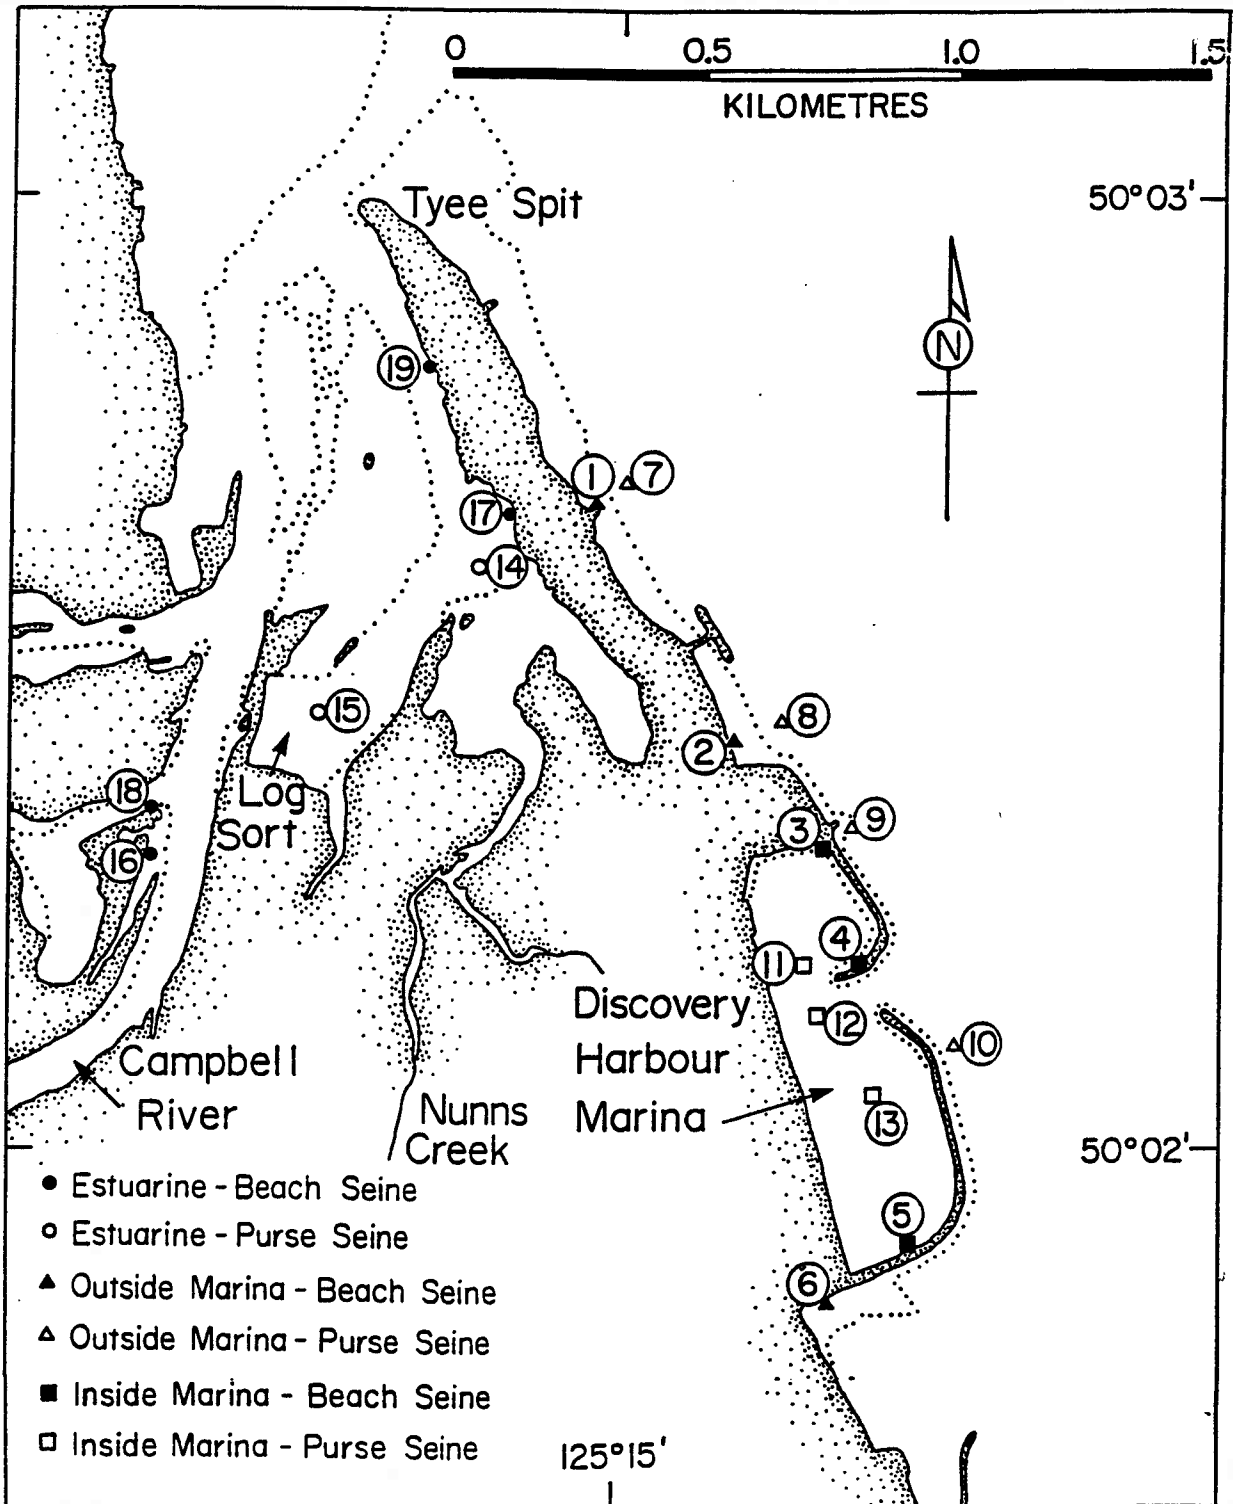 0 0.5 1.0 1.5
KILOMETRES
Tyee Spit
50°03'
N
19
1
7
17
14
15
8
2
18
Log
Sort
3
9
16
4
11
Discovery
Harbour
Marina
12
10
Campbell
River
Nunns
Creek
13
50°02'
5
6
Estuarine - Beach Seine
Estuarine - Purse Seine
Outside Marina - Beach Seine
Outside Marina - Purse Seine
Inside Marina - Beach Seine
Inside Marina - Purse Seine
125°15'